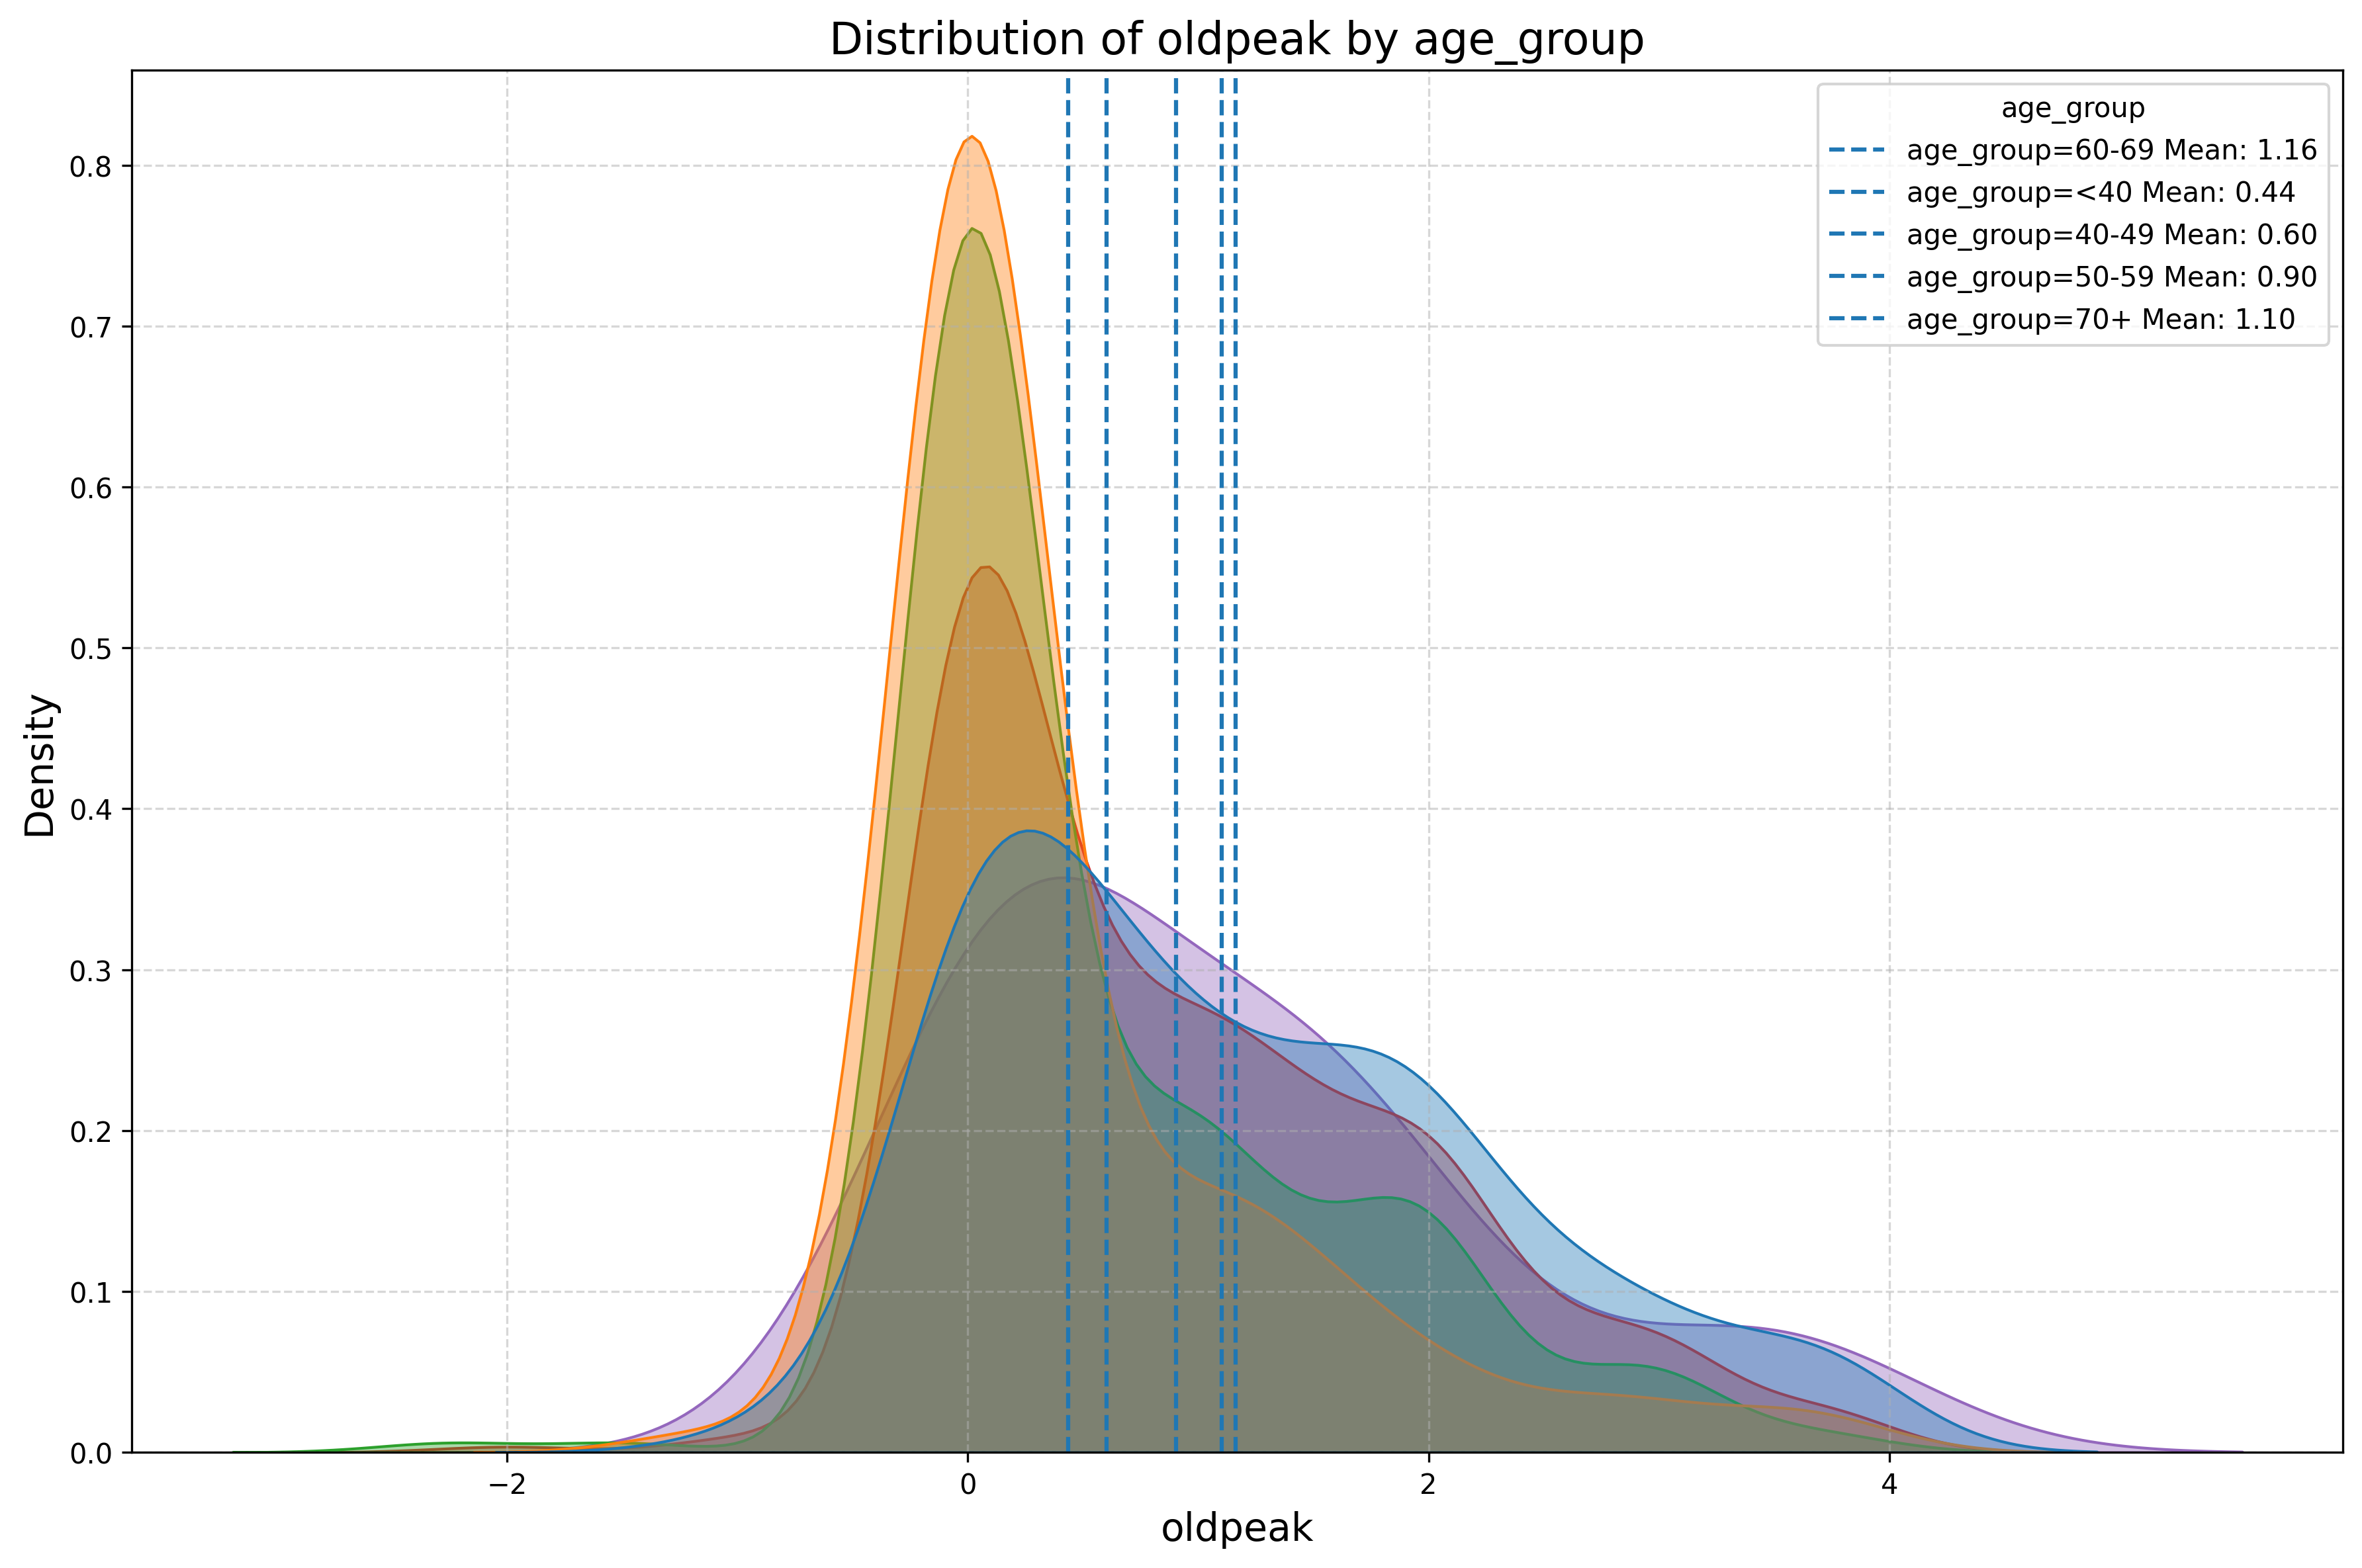 Distribution of oldpeak by age_group
age_group
age_group=60-69 Mean: 1.16
age_group=<40 Mean: 0.44
age_group=40-49 Mean: 0.60
age_group=50-59 Mean: 0.90
age_group=70+ Mean: 1.10
Density
0.8
0.7
0.6
0.5
0.4
0.3
0.2
0.1
0.0
−2
0
2
4
oldpeak